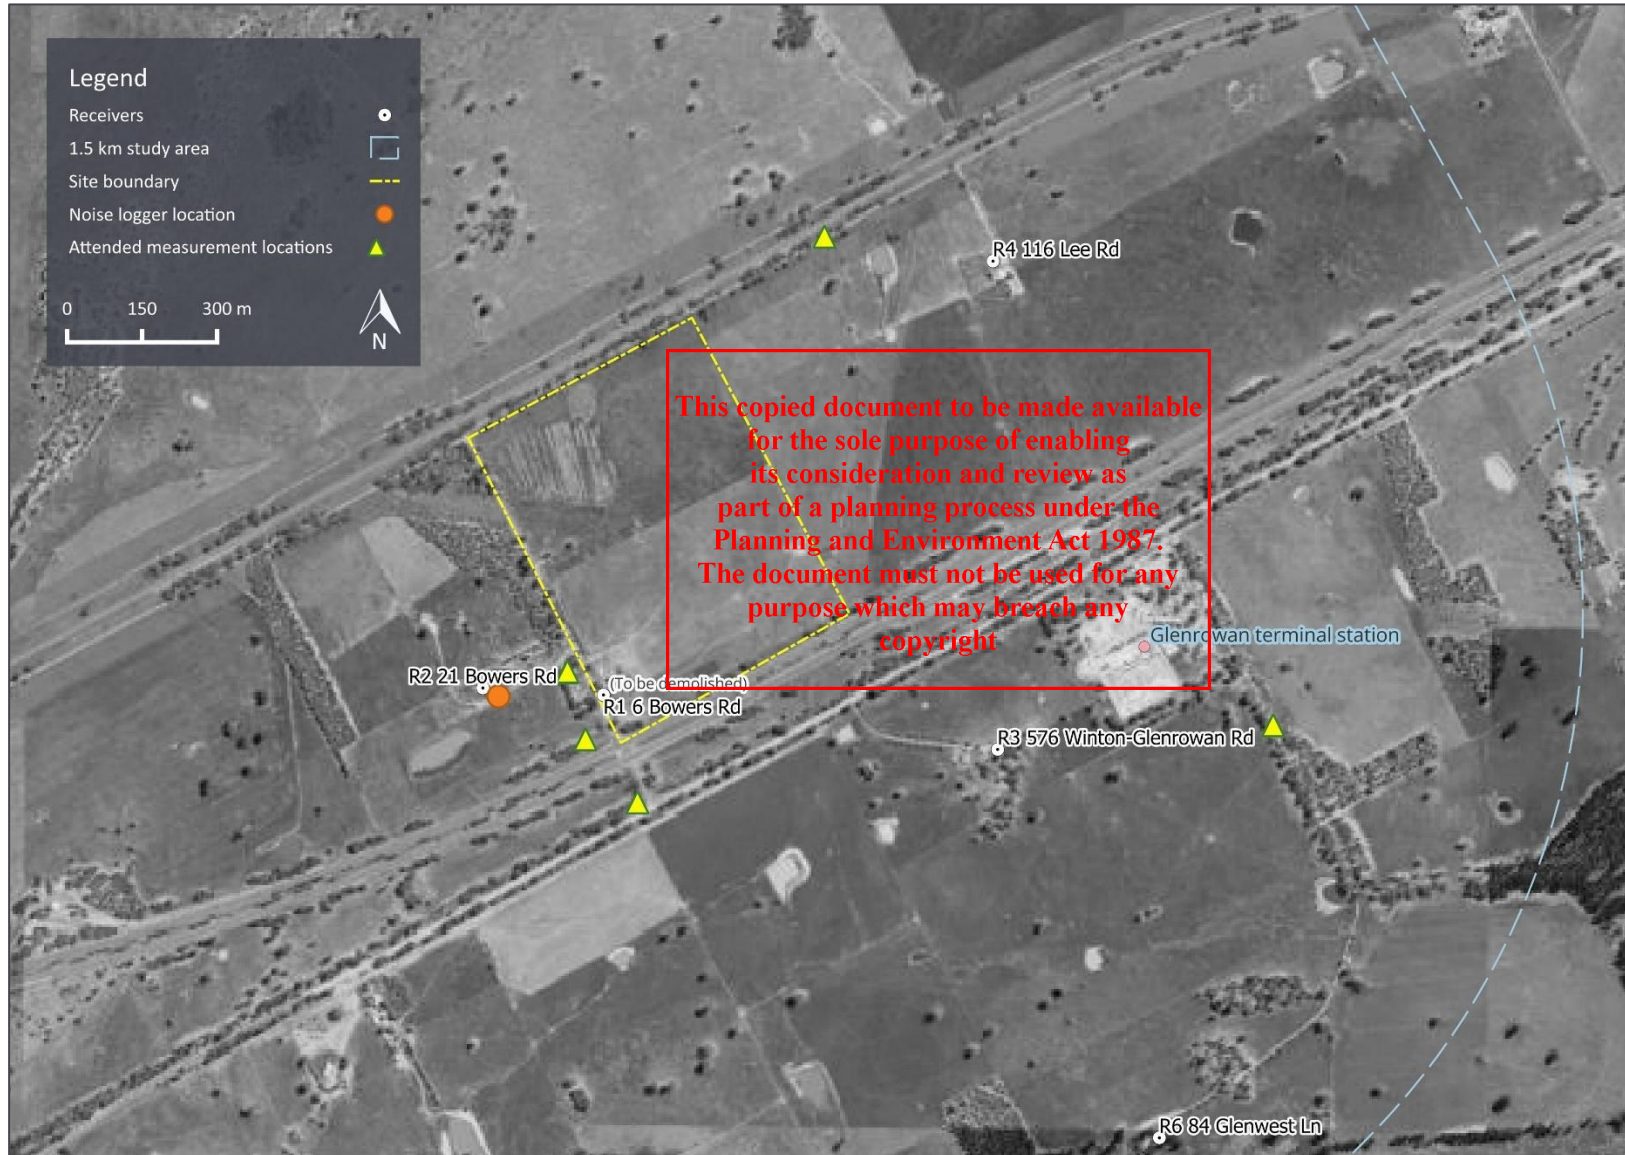 Legend
Receivers
1.5 km study area
Site boundary
Noise logger location
Attended measurement locations
0 150 300 m
N
R4 116 Lee Rd
This copied document to be made available
for the sole purpose of enabling
its consideration and review as
part of a planning process under the
Planning and Environment Act 1987.
The document must not be used for any
purpose which may breach any
copyright
Glenrowan terminal station
R2 21 Bowers Rd
(To be demolished)
R1 6 Bowers Rd
R3 576 Winton-Glenrowan Rd
R6 84 Glenwest Ln